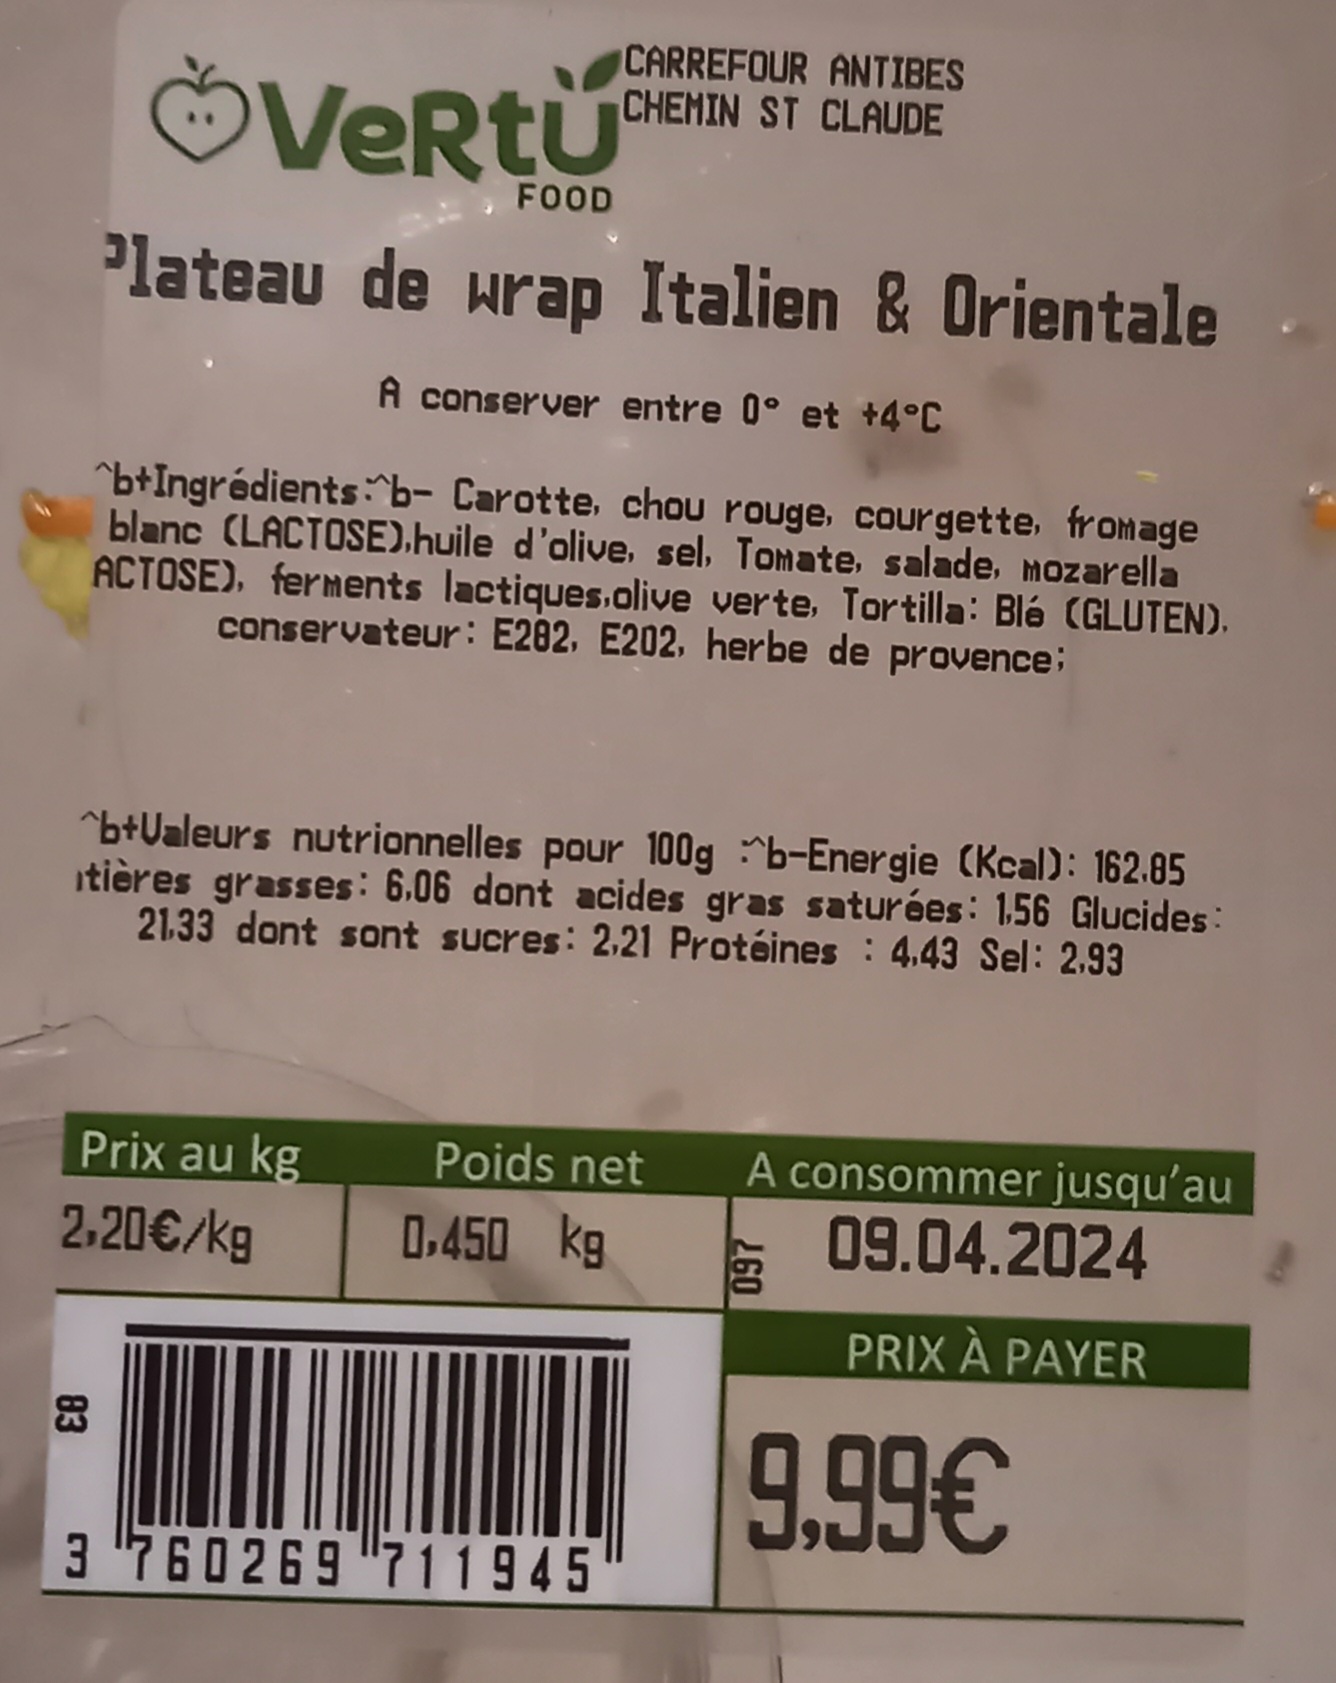 VeRtÜ
FOOD
CARREFOUR ANTIBES
CHEMIN ST CLAUDE
Plateau de wrap Italien & Orientale
A conserver entre 0° et +4°C
^b+Ingrédients:^b- Carotte, chou rouge, courgette, fromage
blanc (LACTOSE),huile d'olive, sel, Tomate, salade, mozarella
ACTOSE), ferments lactiques,olive verte, Tortilla: Blé (GLUTEN),
conservateur: E282, E202, herbe de provence;
^b+Valeurs nutrionnelles pour 100g :^b-Energie (Kcal): 162,85
tières grasses: 6,06 dont acides gras saturées: 1,56 Glucides:
21,33 dont sont sucres: 2,21 Protéines : 4,43 Sel: 2,93
Prix au kg Poids net A consommer jusqu'au
2,20€/kg 0,450 kg 097 09.04.2024
PRIX À PAYER
9,99€
83
3 760269 711945